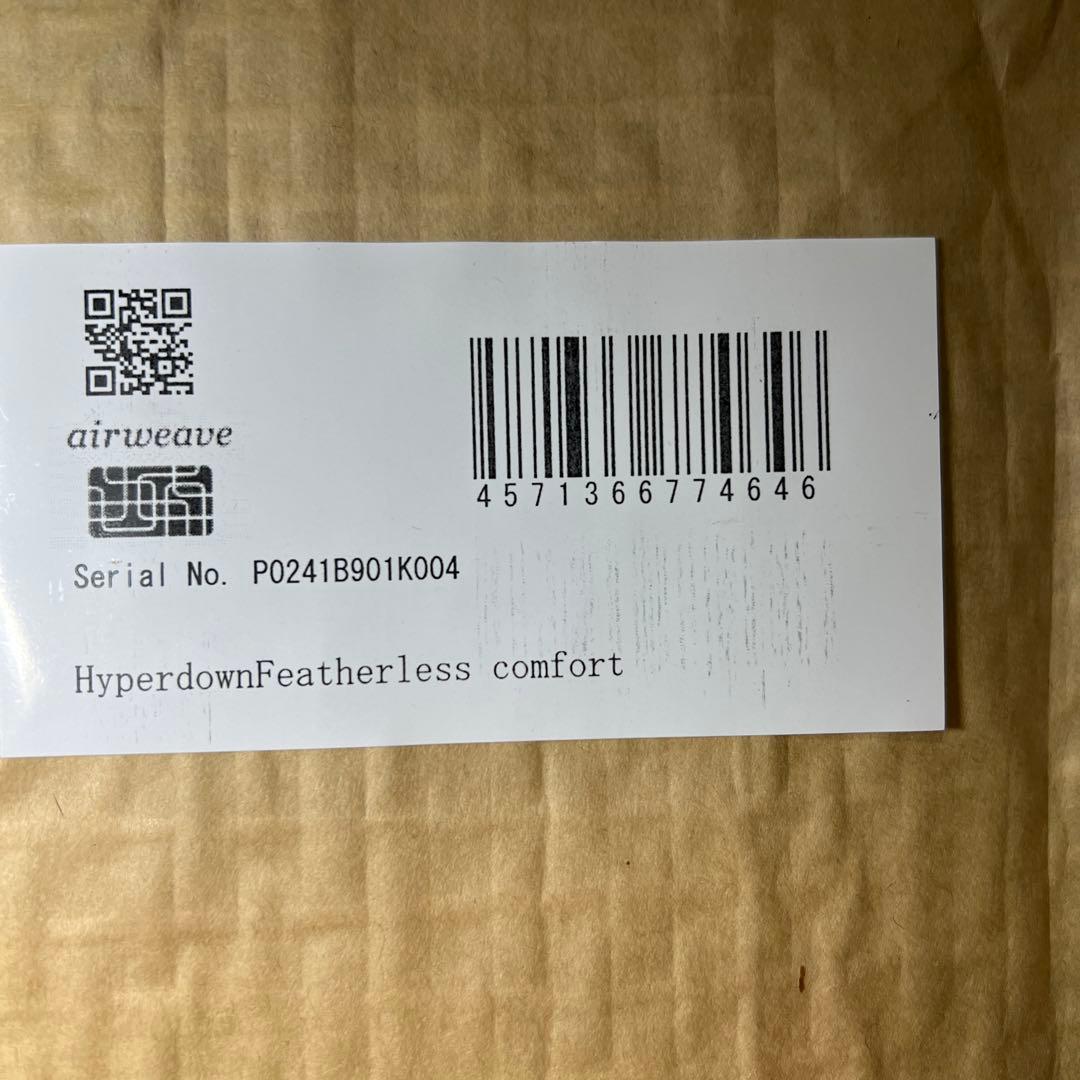 airweave
4571366774646
Serial No. P0241B901K004
HyperdownFeatherless comfort